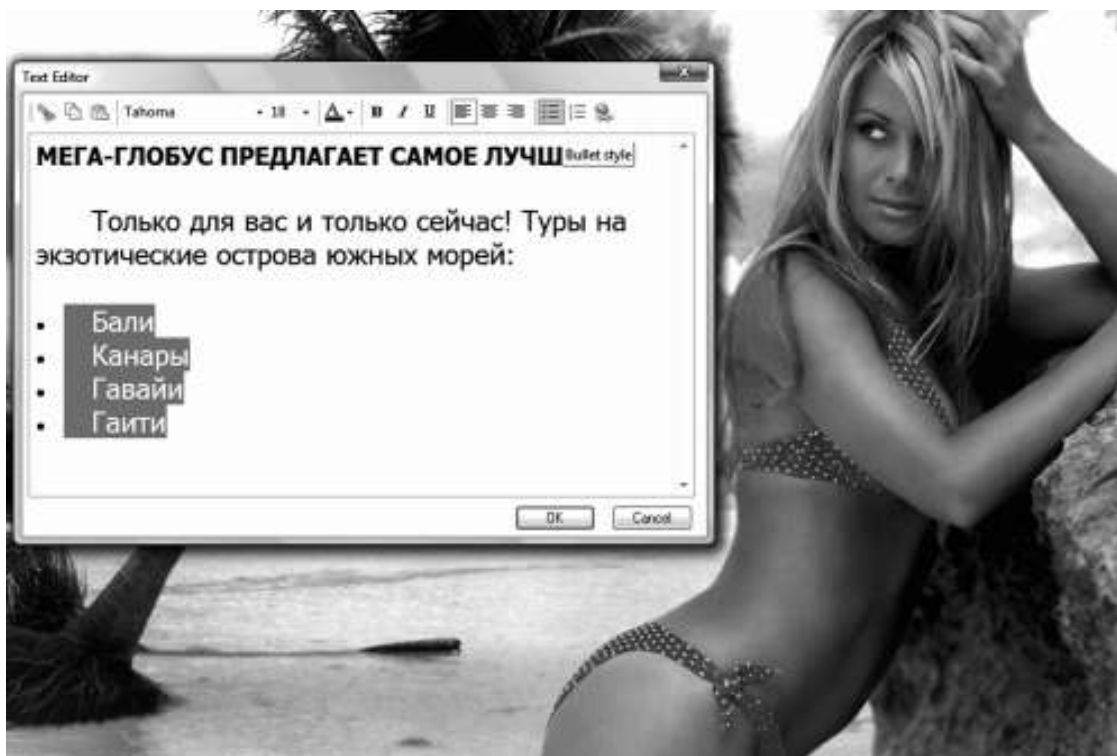 Text Editor
Tahoma 18 A B I U
МЕГА-ГЛОБУС ПРЕДЛАГАЕТ САМОЕ ЛУЧШ
Bullet style
Только для вас и только сейчас! Туры на
экзотические острова южных морей:
• Бали
• Канары
• Гавайи
• Гаити
OK Cancel